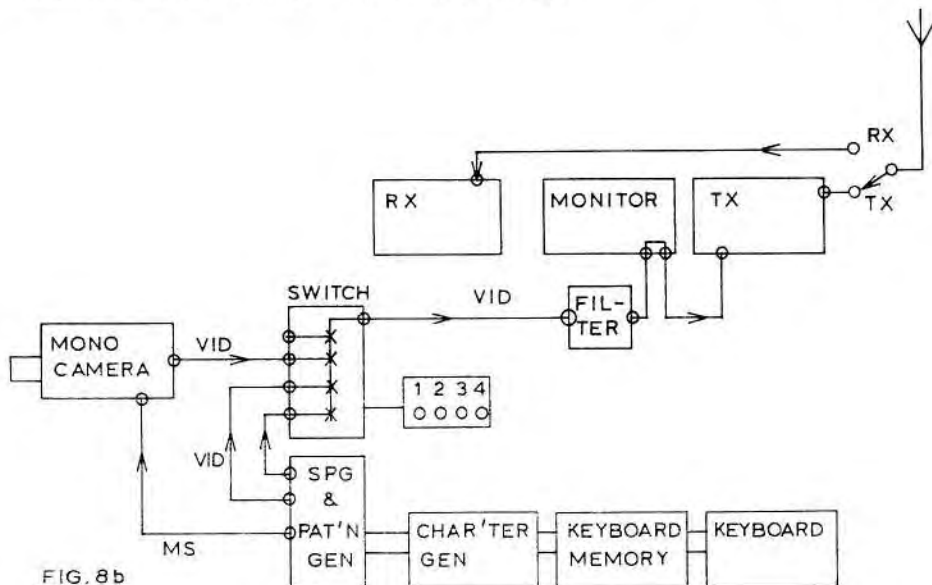 RX
TX
RX
MONITOR
TX
SWITCH
VID
FIL-
TER
MONO
CAMERA
VID
1 2 3 4
VID
MS
SPG
&
PAT'N
GEN
CHAR'TER
GEN
KEYBOARD
MEMORY
KEYBOARD
FIG. 8b